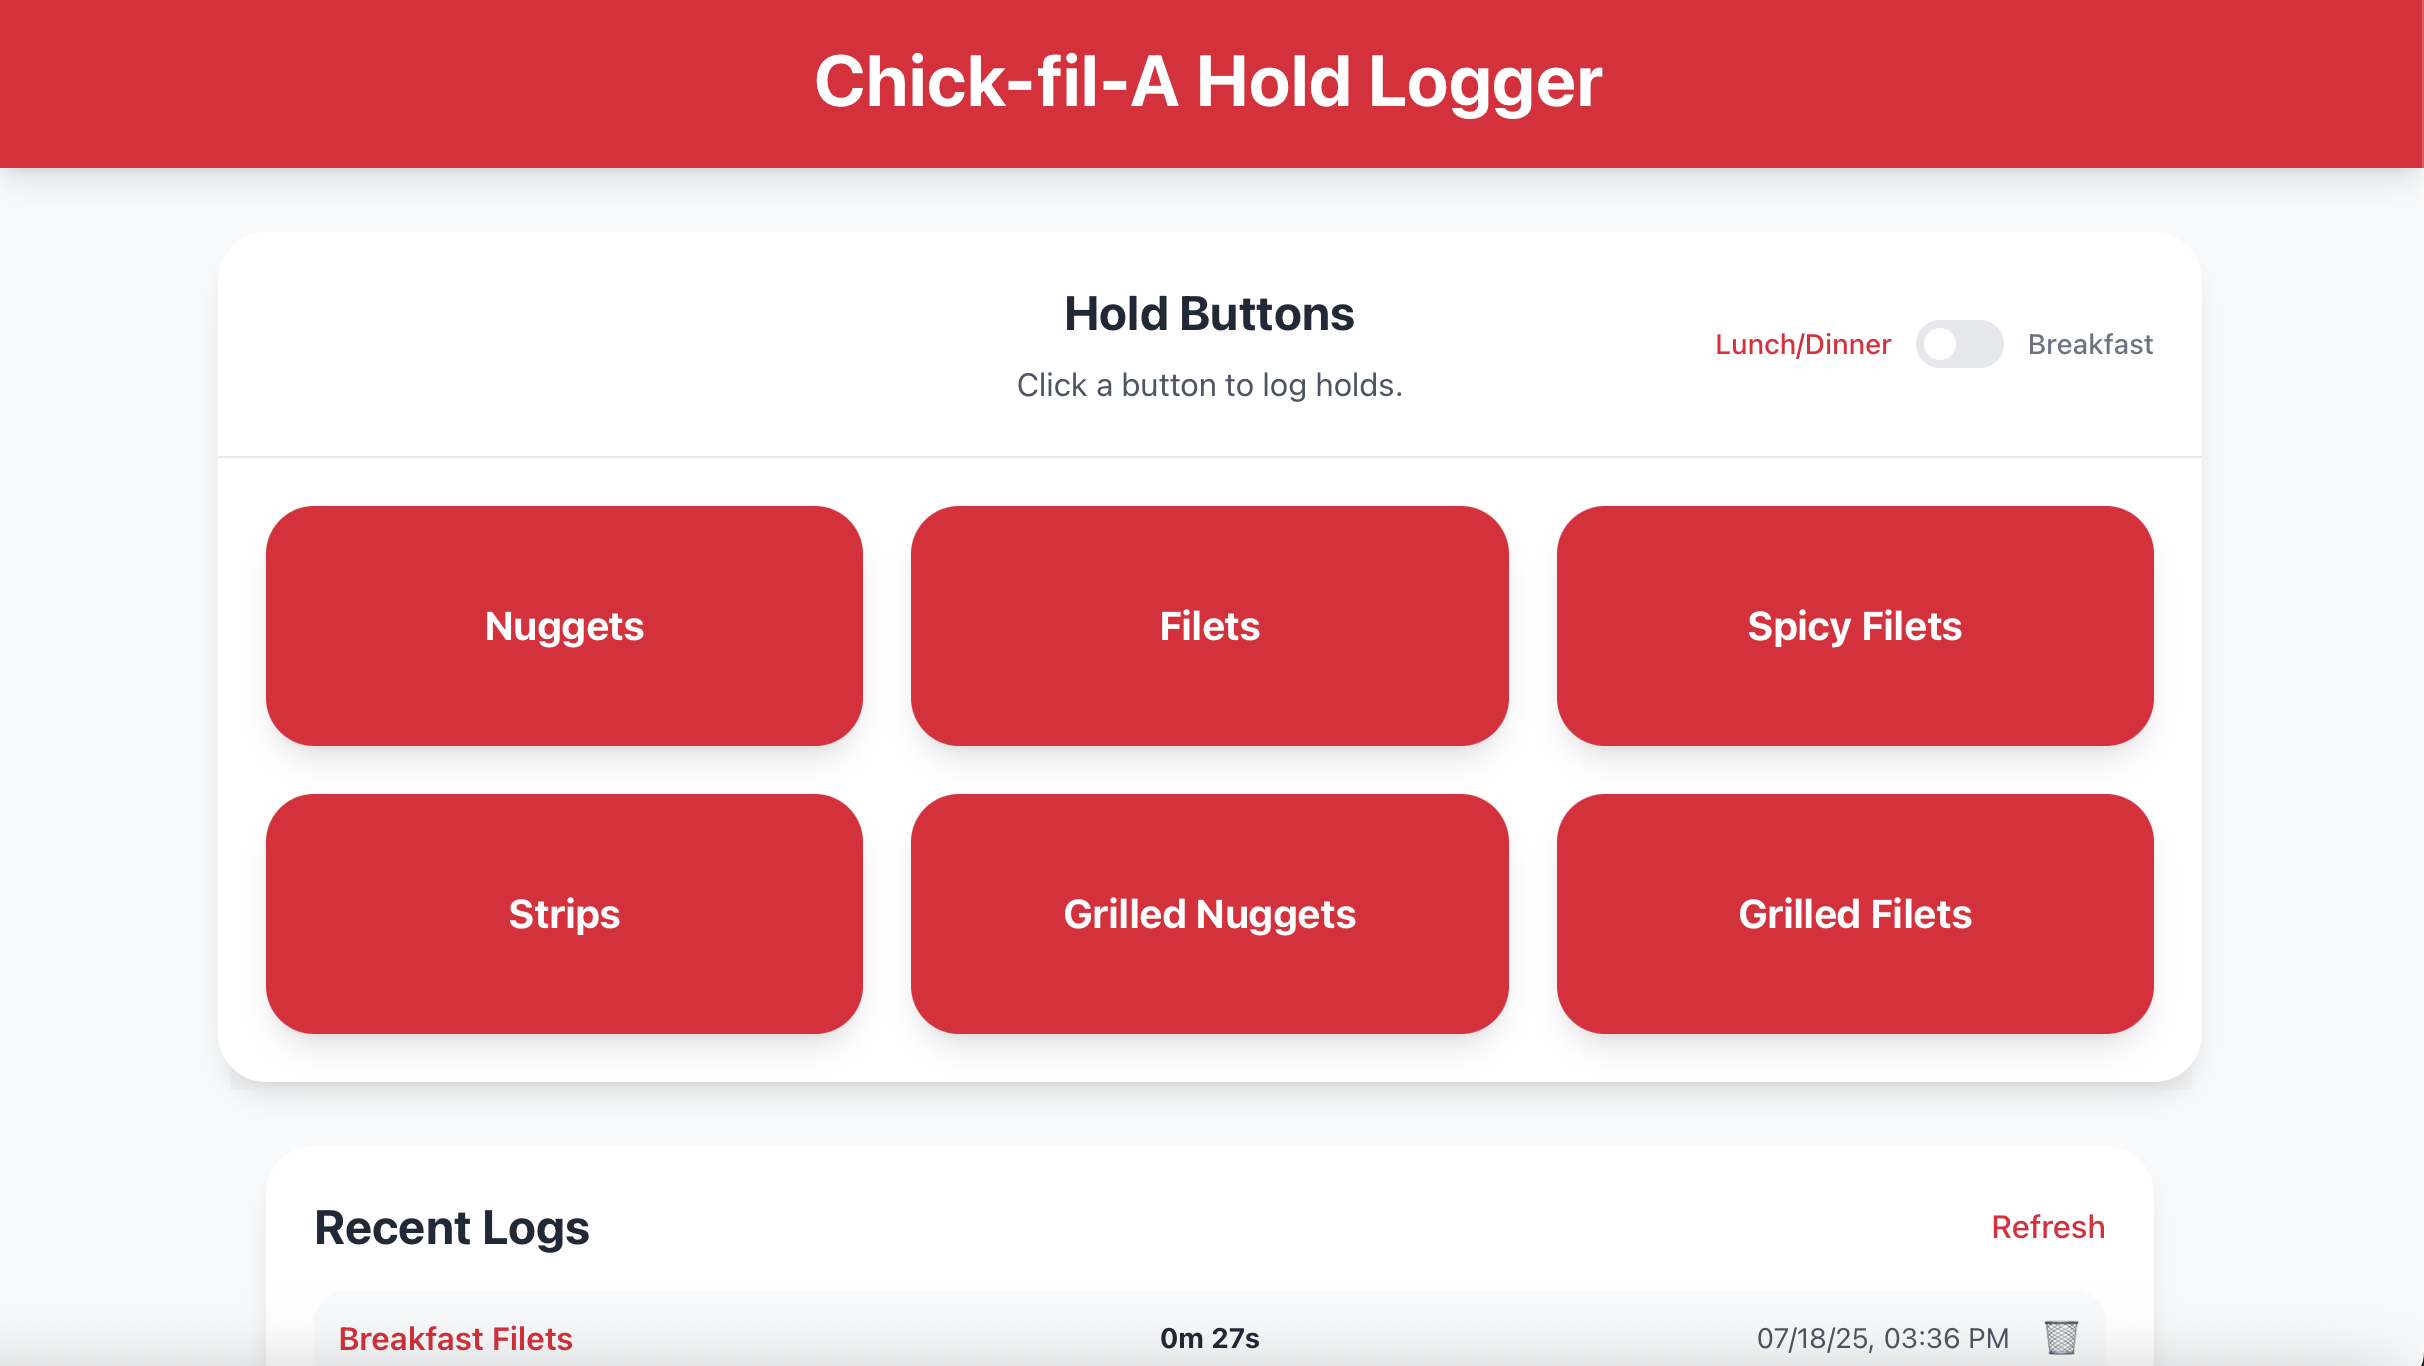 Chick-fil-A Hold Logger
Hold Buttons
Click a button to log holds.
Lunch/Dinner Breakfast
Nuggets Filets Spicy Filets
Strips Grilled Nuggets Grilled Filets
Recent Logs Refresh
Breakfast Filets 0m 27s 07/18/25, 03:36 PM